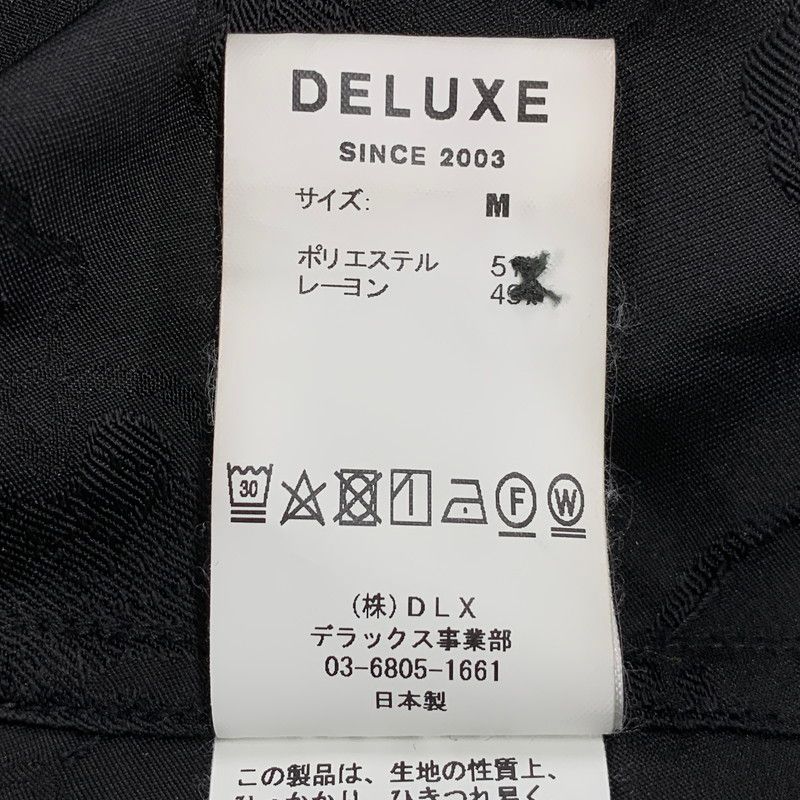 DELUXE
SINCE 2003
サイズ: M
ポリエステル
レーヨン
30
F W
(株)DLX
デラックス事業部
03-6805-1661
日本製
この製品は、生地の性質上、